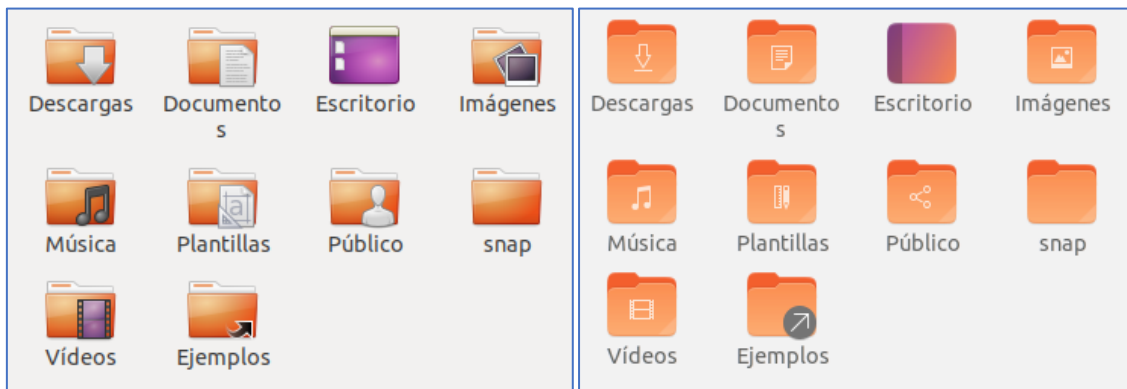 Descargas Documento Escritorio Imágenes
s
Música Plantillas Público snap
Vídeos Ejemplos
Descargas Documento Escritorio Imágenes
s
Música Plantillas Público snap
Vídeos Ejemplos